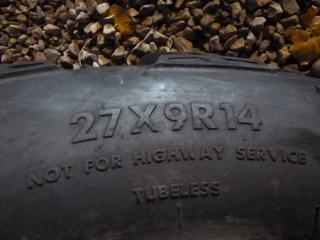 27X9R14
NOT FOR HIGHWAY SERVICE
TUBELESS